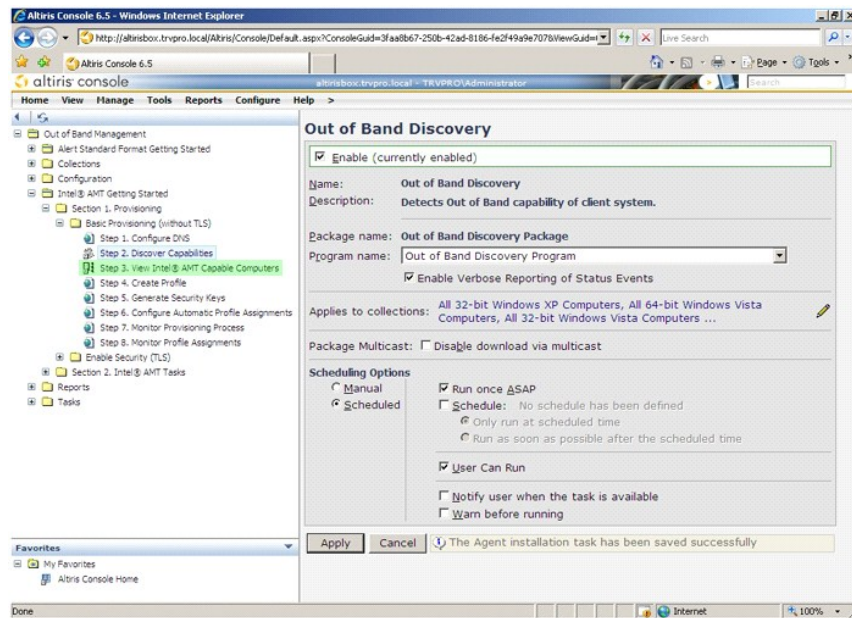 Altiris Console 6.5 - Windows Internet Explorer
http://altirisbox.trvpro.local/Altiris/Console/Default.aspx?ConsoleGuid=3faa8b67-250b-42ad-8186-fe2f49a9e707&ViewGuid=
Live Search
Altiris Console 6.5
Page
Tools
altiris console
altirisbox.trvpro.local - TRVPRO\Administrator
Search
Home View Manage Tools Reports Configure Help >
Out of Band Management
Alert Standard Format Getting Started
Collections
Configuration
Intel® AMT Getting Started
Section 1. Provisioning
Basic Provisioning (without TLS)
Step 1. Configure DNS
Step 2. Discover Capabilities
Step 3. View Intel® AMT Capable Computers
Step 4. Create Profile
Step 5. Generate Security Keys
Step 6. Configure Automatic Profile Assignments
Step 7. Monitor Provisioning Process
Step 8. Monitor Profile Assignments
Enable Security (TLS)
Section 2. Intel® AMT Tasks
Reports
Tasks
Favorites
My Favorites
Altiris Console Home
Out of Band Discovery
Enable (currently enabled)
Name: Out of Band Discovery
Description: Detects Out of Band capability of client system.
Package name: Out of Band Discovery Package
Program name: Out of Band Discovery Program
Enable Verbose Reporting of Status Events
Applies to collections: All 32-bit Windows XP Computers, All 64-bit Windows Vista
Computers, All 32-bit Windows Vista Computers ...
Package Multicast: Disable download via multicast
Scheduling Options
Manual
Scheduled
Run once ASAP
Schedule: No schedule has been defined
Only run at scheduled time
Run as soon as possible after the scheduled time
User Can Run
Notify user when the task is available
Warn before running
Apply Cancel The Agent installation task has been saved successfully
Done
Internet
100%